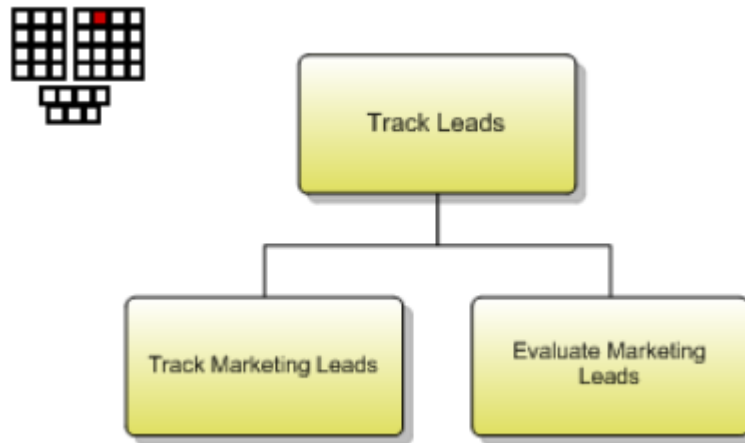 Track Leads
Track Marketing Leads
Evaluate Marketing
Leads